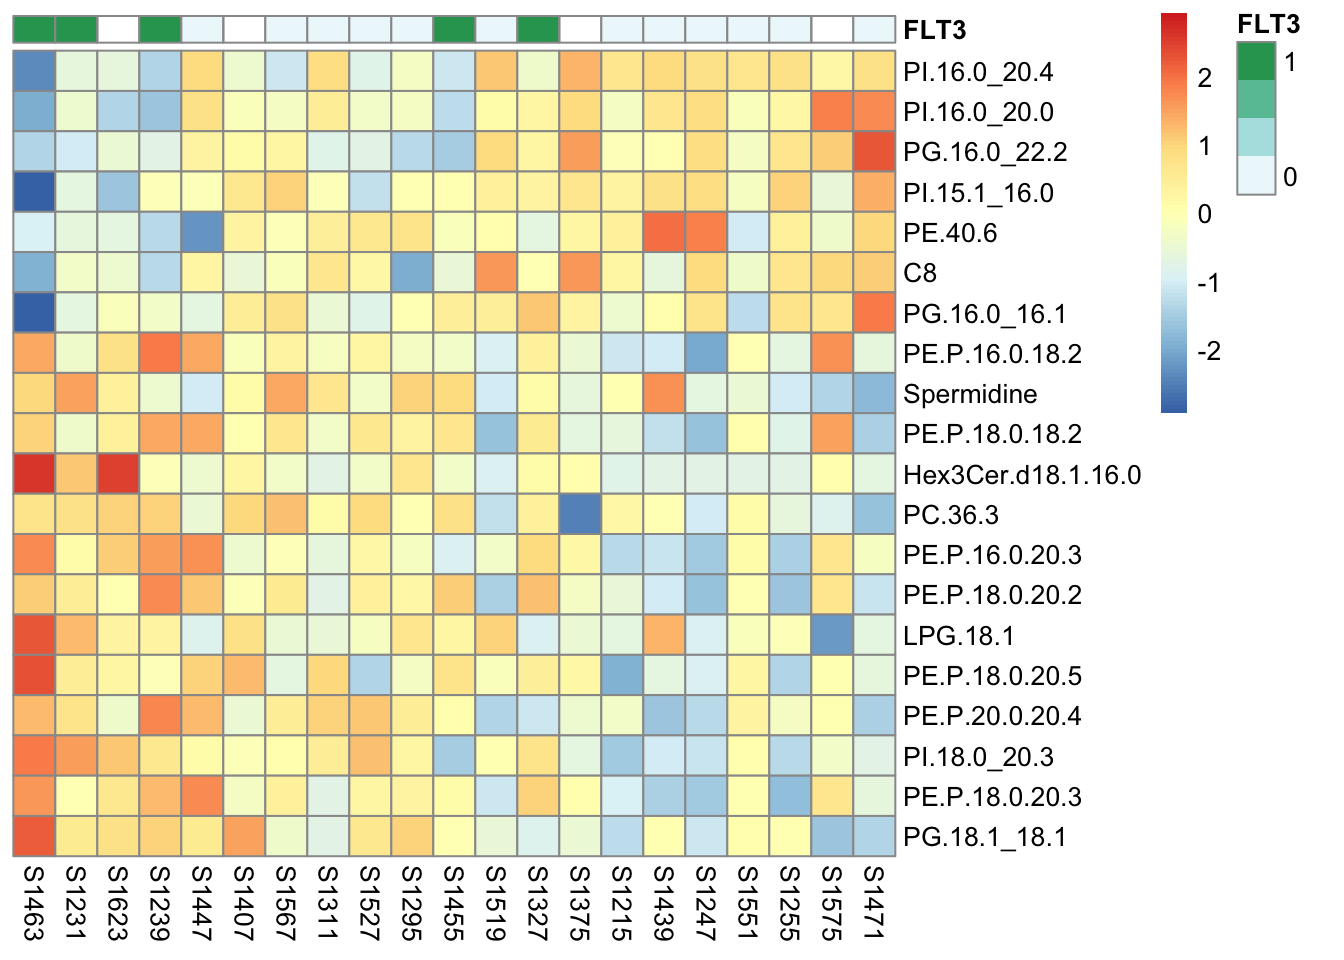 FLT3
PI.16.0_20.4
PI.16.0_20.0
PG.16.0_22.2
PI.15.1_16.0
PE.40.6
C8
PG.16.0_16.1
PE.P.16.0.18.2
Spermidine
PE.P.18.0.18.2
Hex3Cer.d18.1.16.0
PC.36.3
PE.P.16.0.20.3
PE.P.18.0.20.2
LPG.18.1
PE.P.18.0.20.5
PE.P.20.0.20.4
PI.18.0_20.3
PE.P.18.0.20.3
PG.18.1_18.1
S1463
S1231
S1623
S1239
S1447
S1407
S1567
S1311
S1527
S1295
S1455
S1519
S1327
S1375
S1215
S1439
S1247
S1551
S1255
S1575
S1471
2
1
0
-1
-2
FLT3
1
0